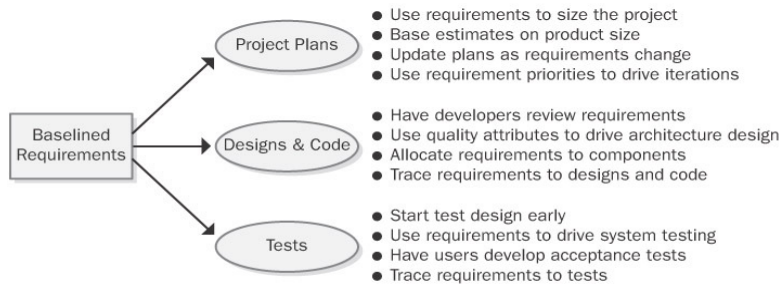 Project Plans
● Use requirements to size the project
● Base estimates on product size
● Update plans as requirements change
● Use requirement priorities to drive iterations
Baselined
Requirements
Designs & Code
● Have developers review requirements
● Use quality attributes to drive architecture design
● Allocate requirements to components
● Trace requirements to designs and code
Tests
● Start test design early
● Use requirements to drive system testing
● Have users develop acceptance tests
● Trace requirements to tests